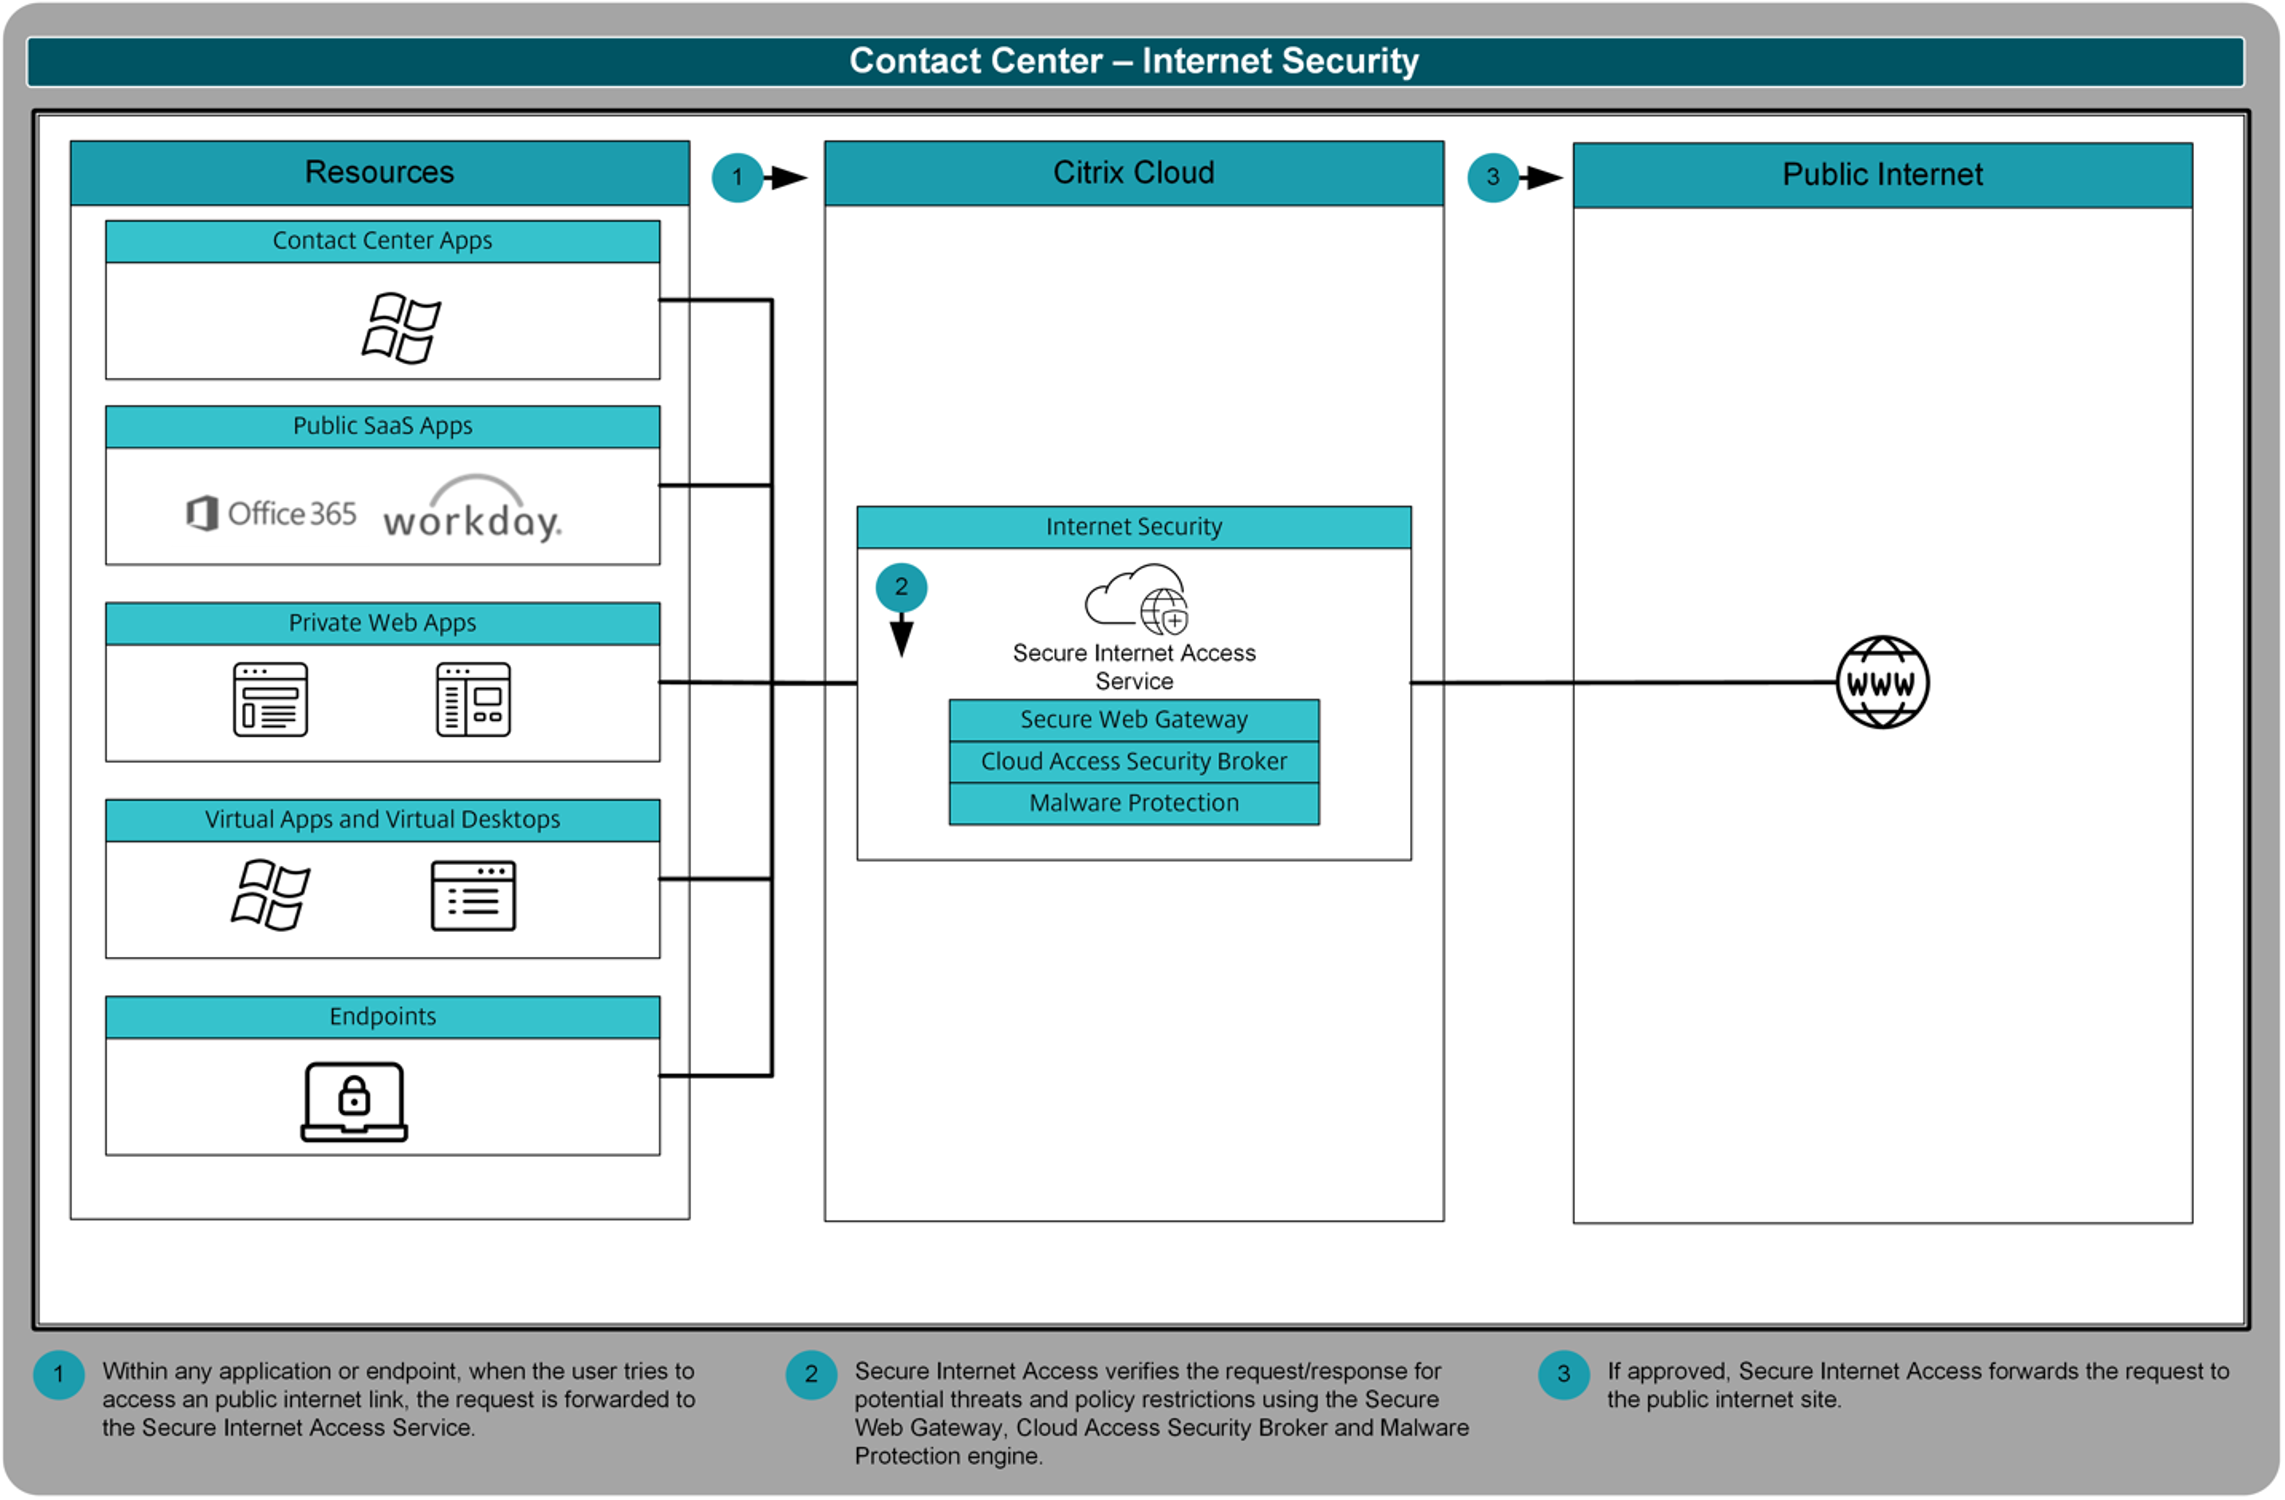 Contact Center – Internet Security
Resources
1
Citrix Cloud
3
Public Internet
Contact Center Apps
Public SaaS Apps
Office 365
workday.
Private Web Apps
Virtual Apps and Virtual Desktops
Endpoints
Internet Security
2
Secure Internet Access
Service
Secure Web Gateway
Cloud Access Security Broker
Malware Protection
WWW
1
Within any application or endpoint, when the user tries to
access an public internet link, the request is forwarded to
the Secure Internet Access Service.
2
Secure Internet Access verifies the request/response for
potential threats and policy restrictions using the Secure
Web Gateway, Cloud Access Security Broker and Malware
Protection engine.
3
If approved, Secure Internet Access forwards the request to
the public internet site.